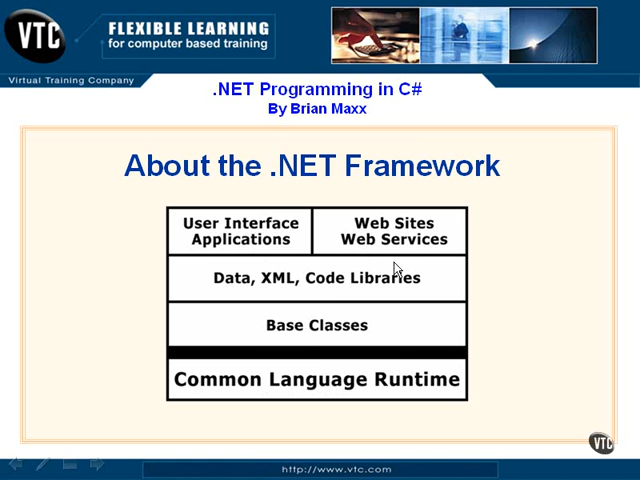 VTC
FLEXIBLE LEARNING
for computer based training
Virtual Training Company
.NET Programming in C#
By Brian Maxx
About the .NET Framework
User Interface
Applications
Web Sites
Web Services
Data, XML, Code Libraries
Base Classes
Common Language Runtime
VTC
http://www.vtc.com